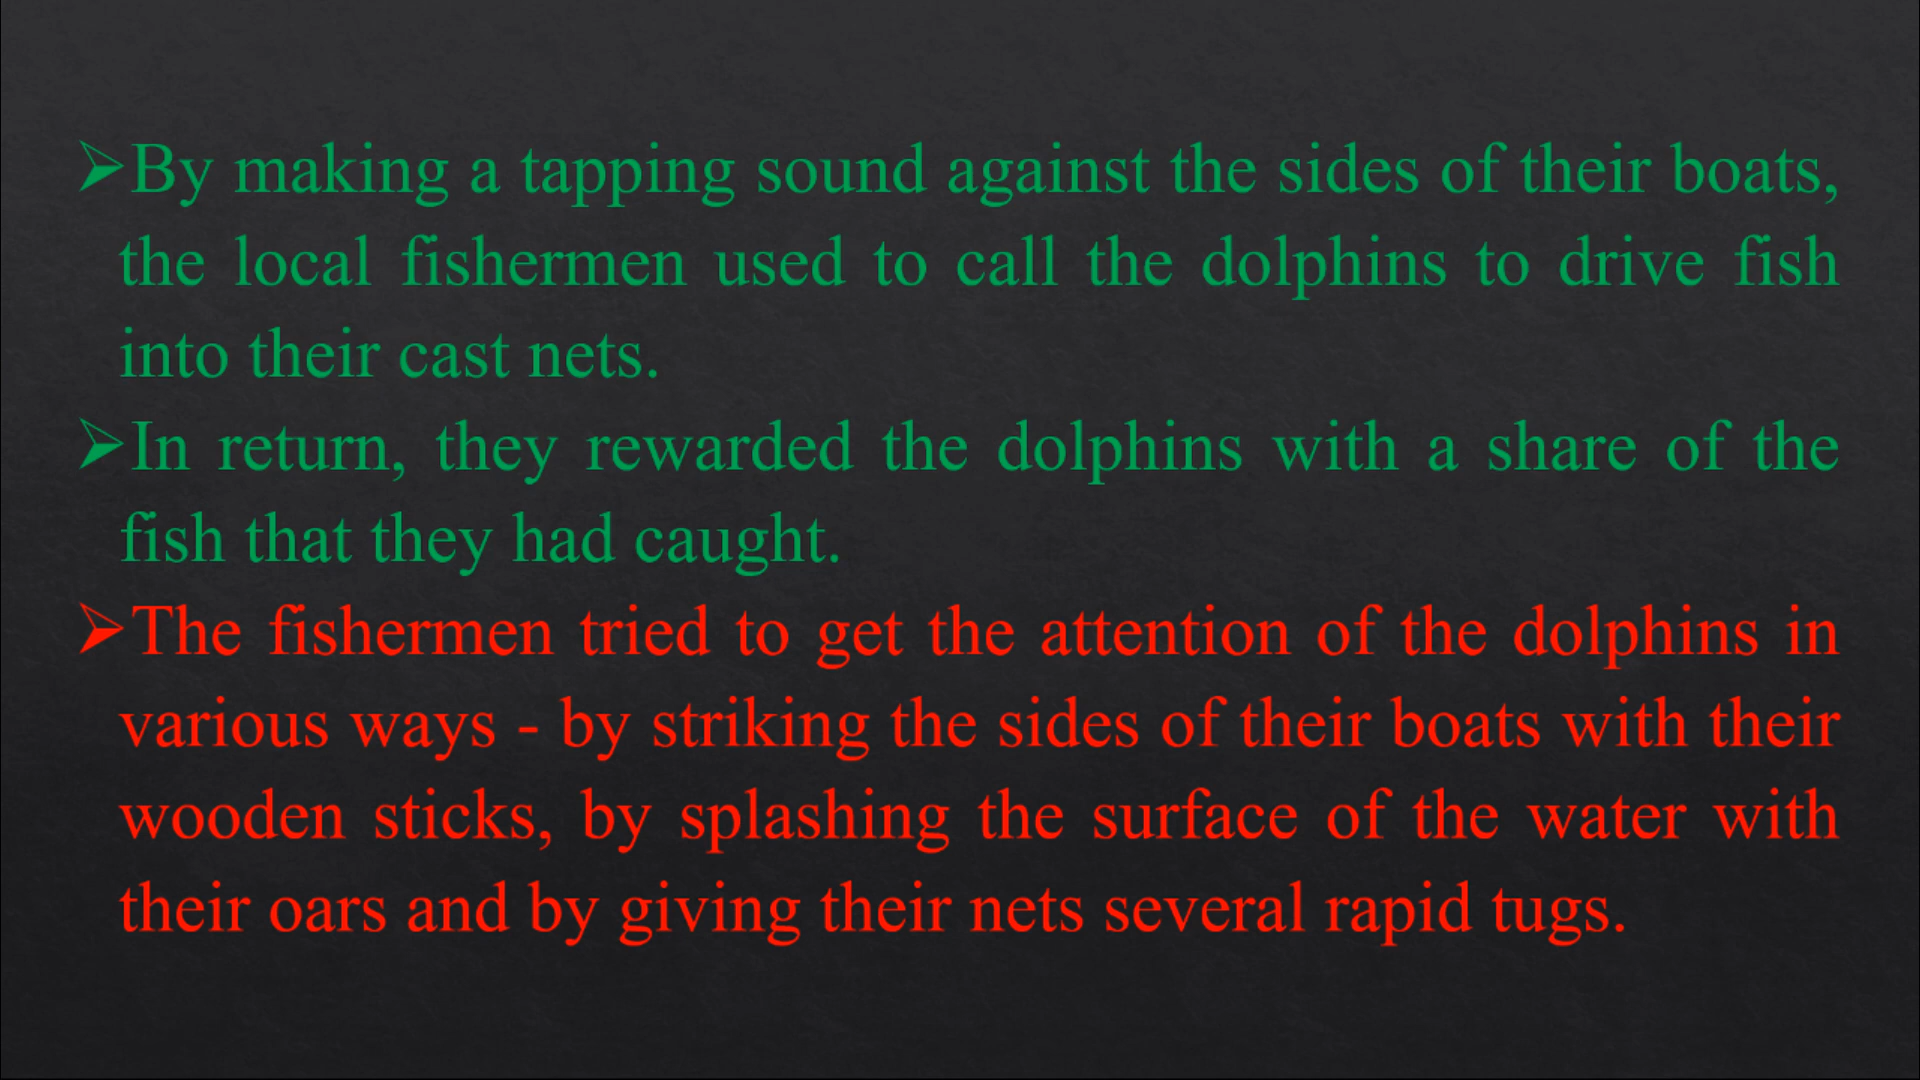 ➢By making a tapping sound against the sides of their boats,
the local fishermen used to call the dolphins to drive fish
into their cast nets.
➢In return, they rewarded the dolphins with a share of the
fish that they had caught.
➢The fishermen tried to get the attention of the dolphins in
various ways - by striking the sides of their boats with their
wooden sticks, by splashing the surface of the water with
their oars and by giving their nets several rapid tugs.